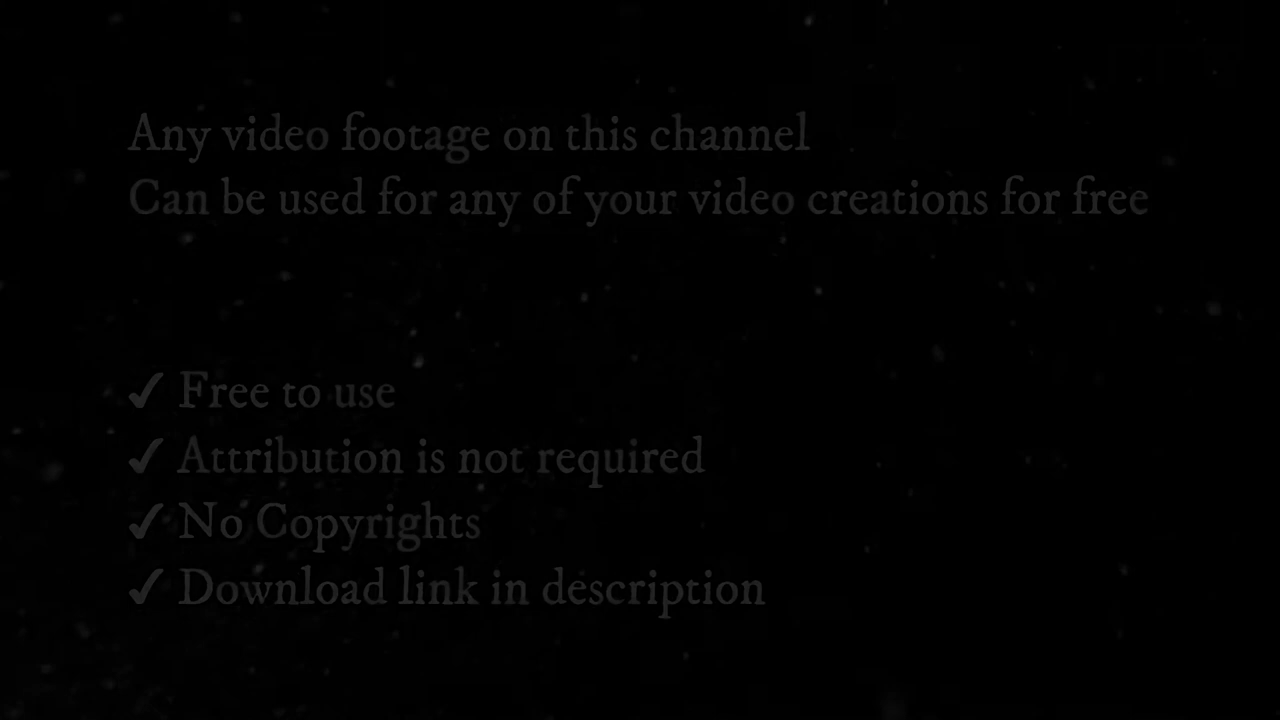 Any video footage on this channel
Can be used for any of your video creations for free
✓ Free to use
✓ Attribution is not required
✓ No Copyrights
✓ Download link in description